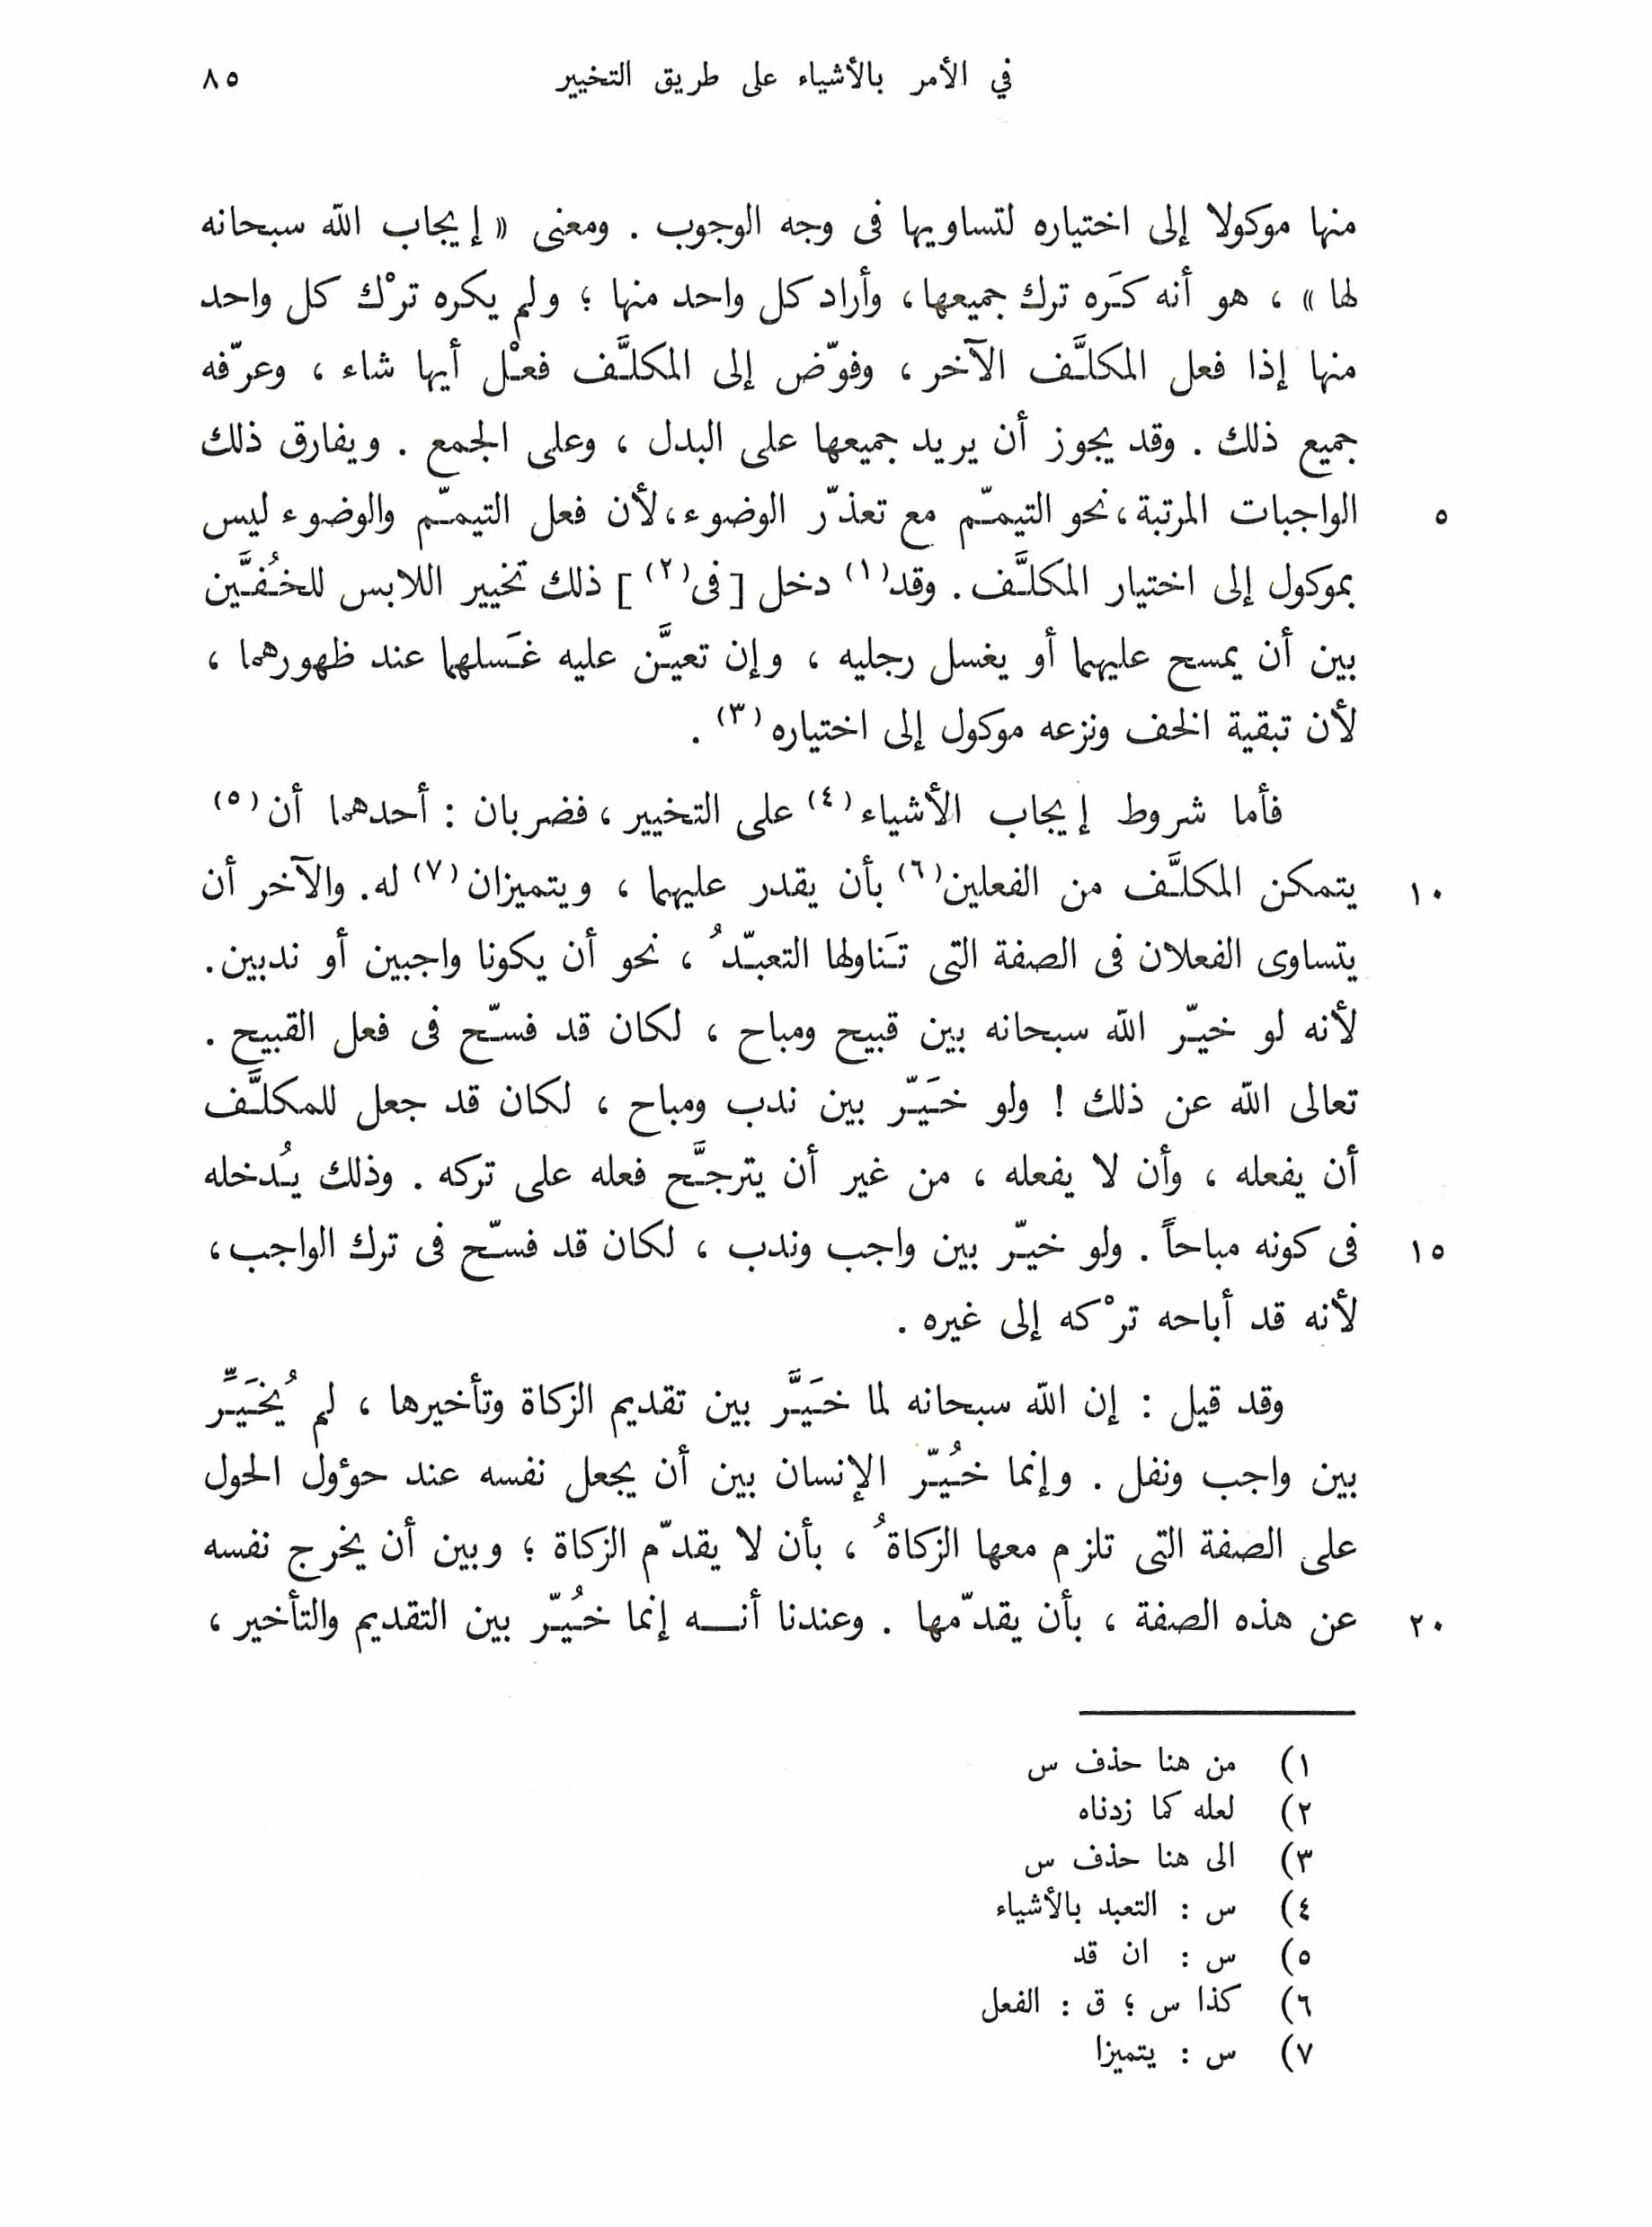 في الأمر بالأشياء على طريق التخيير ٨٥
منها موكولا إلى اختياره لتساويها فى وجه الوجوب . ومعنى « إيجاب الله سبحانه
لها » ، هو أنه كَره ترك جميعها ، وأراد كل واحد منها ؛ ولم يكره ترْك كل واحد
منها إذا فعل المكلَّف الآخر ، وفوّض إلى المكلَّف فعْل أيها شاء ، وعرّفه
جميع ذلك . وقد يجوز أن يريد جميعها على البدل ، وعلى الجمع . ويفارق ذلك
الواجبات المرتبة ، نحو التيمّم مع تعذّر الوضوء ، لأن فعل التيمّم والوضوء ليس ٥
بموكول إلى اختيار المكلَّف . وقد(١) دخل [ فى(٢) ] ذلك تخيير اللابس للخُفَّين
بين أن يمسح عليهما أو يغسل رجليه ، وإن تعيَّن عليه غَسلهما عند ظهورهما ،
لأن تبقية الخف ونزعه موكول إلى اختياره(٣) .
فأما شروط إيجاب الأشياء(٤) على التخيير ، فضربان : أحدهما أن(٥)
يتمكن المكلَّف من الفعلين(٦) بأن يقدر عليهما ، ويتميزان(٧) له . والآخر أن ١٠
يتساوى الفعلان فى الصفة التى تَناولها التعبّدُ ، نحو أن يكونا واجبين أو ندبين .
لأنه لو خيّر الله سبحانه بين قبيح ومباح ، لكان قد فسّح فى فعل القبيح .
تعالى الله عن ذلك ! ولو خَيّر بين ندب ومباح ، لكان قد جعل للمكلَّف
أن يفعله ، وأن لا يفعله ، من غير أن يترجَّح فعله على تركه . وذلك يُدخله
فى كونه مباحاً . ولو خيّر بين واجب وندب ، لكان قد فسّح فى ترك الواجب ، ١٥
لأنه قد أباحه ترْكه إلى غيره .
وقد قيل : إن الله سبحانه لما خَيَّر بين تقديم الزكاة وتأخيرها ، لم يُخَيِّر
بين واجب ونفل . وإنما خُيّر الإنسان بين أن يجعل نفسه عند حوؤل الحول
على الصفة التى تلزم معها الزكاةُ ، بأن لا يقدّم الزكاة ؛ وبين أن يخرج نفسه
عن هذه الصفة ، بأن يقدّمها . وعندنا أنه إنما خُيّر بين التقديم والتأخير ، ٢٠
١) من هنا حذف س
٢) لعله كما زدناه
٣) الى هنا حذف س
٤) س : التعبد بالأشياء
٥) س : ان قد
٦) كذا س ؛ ق : الفعل
٧) س : يتميزا